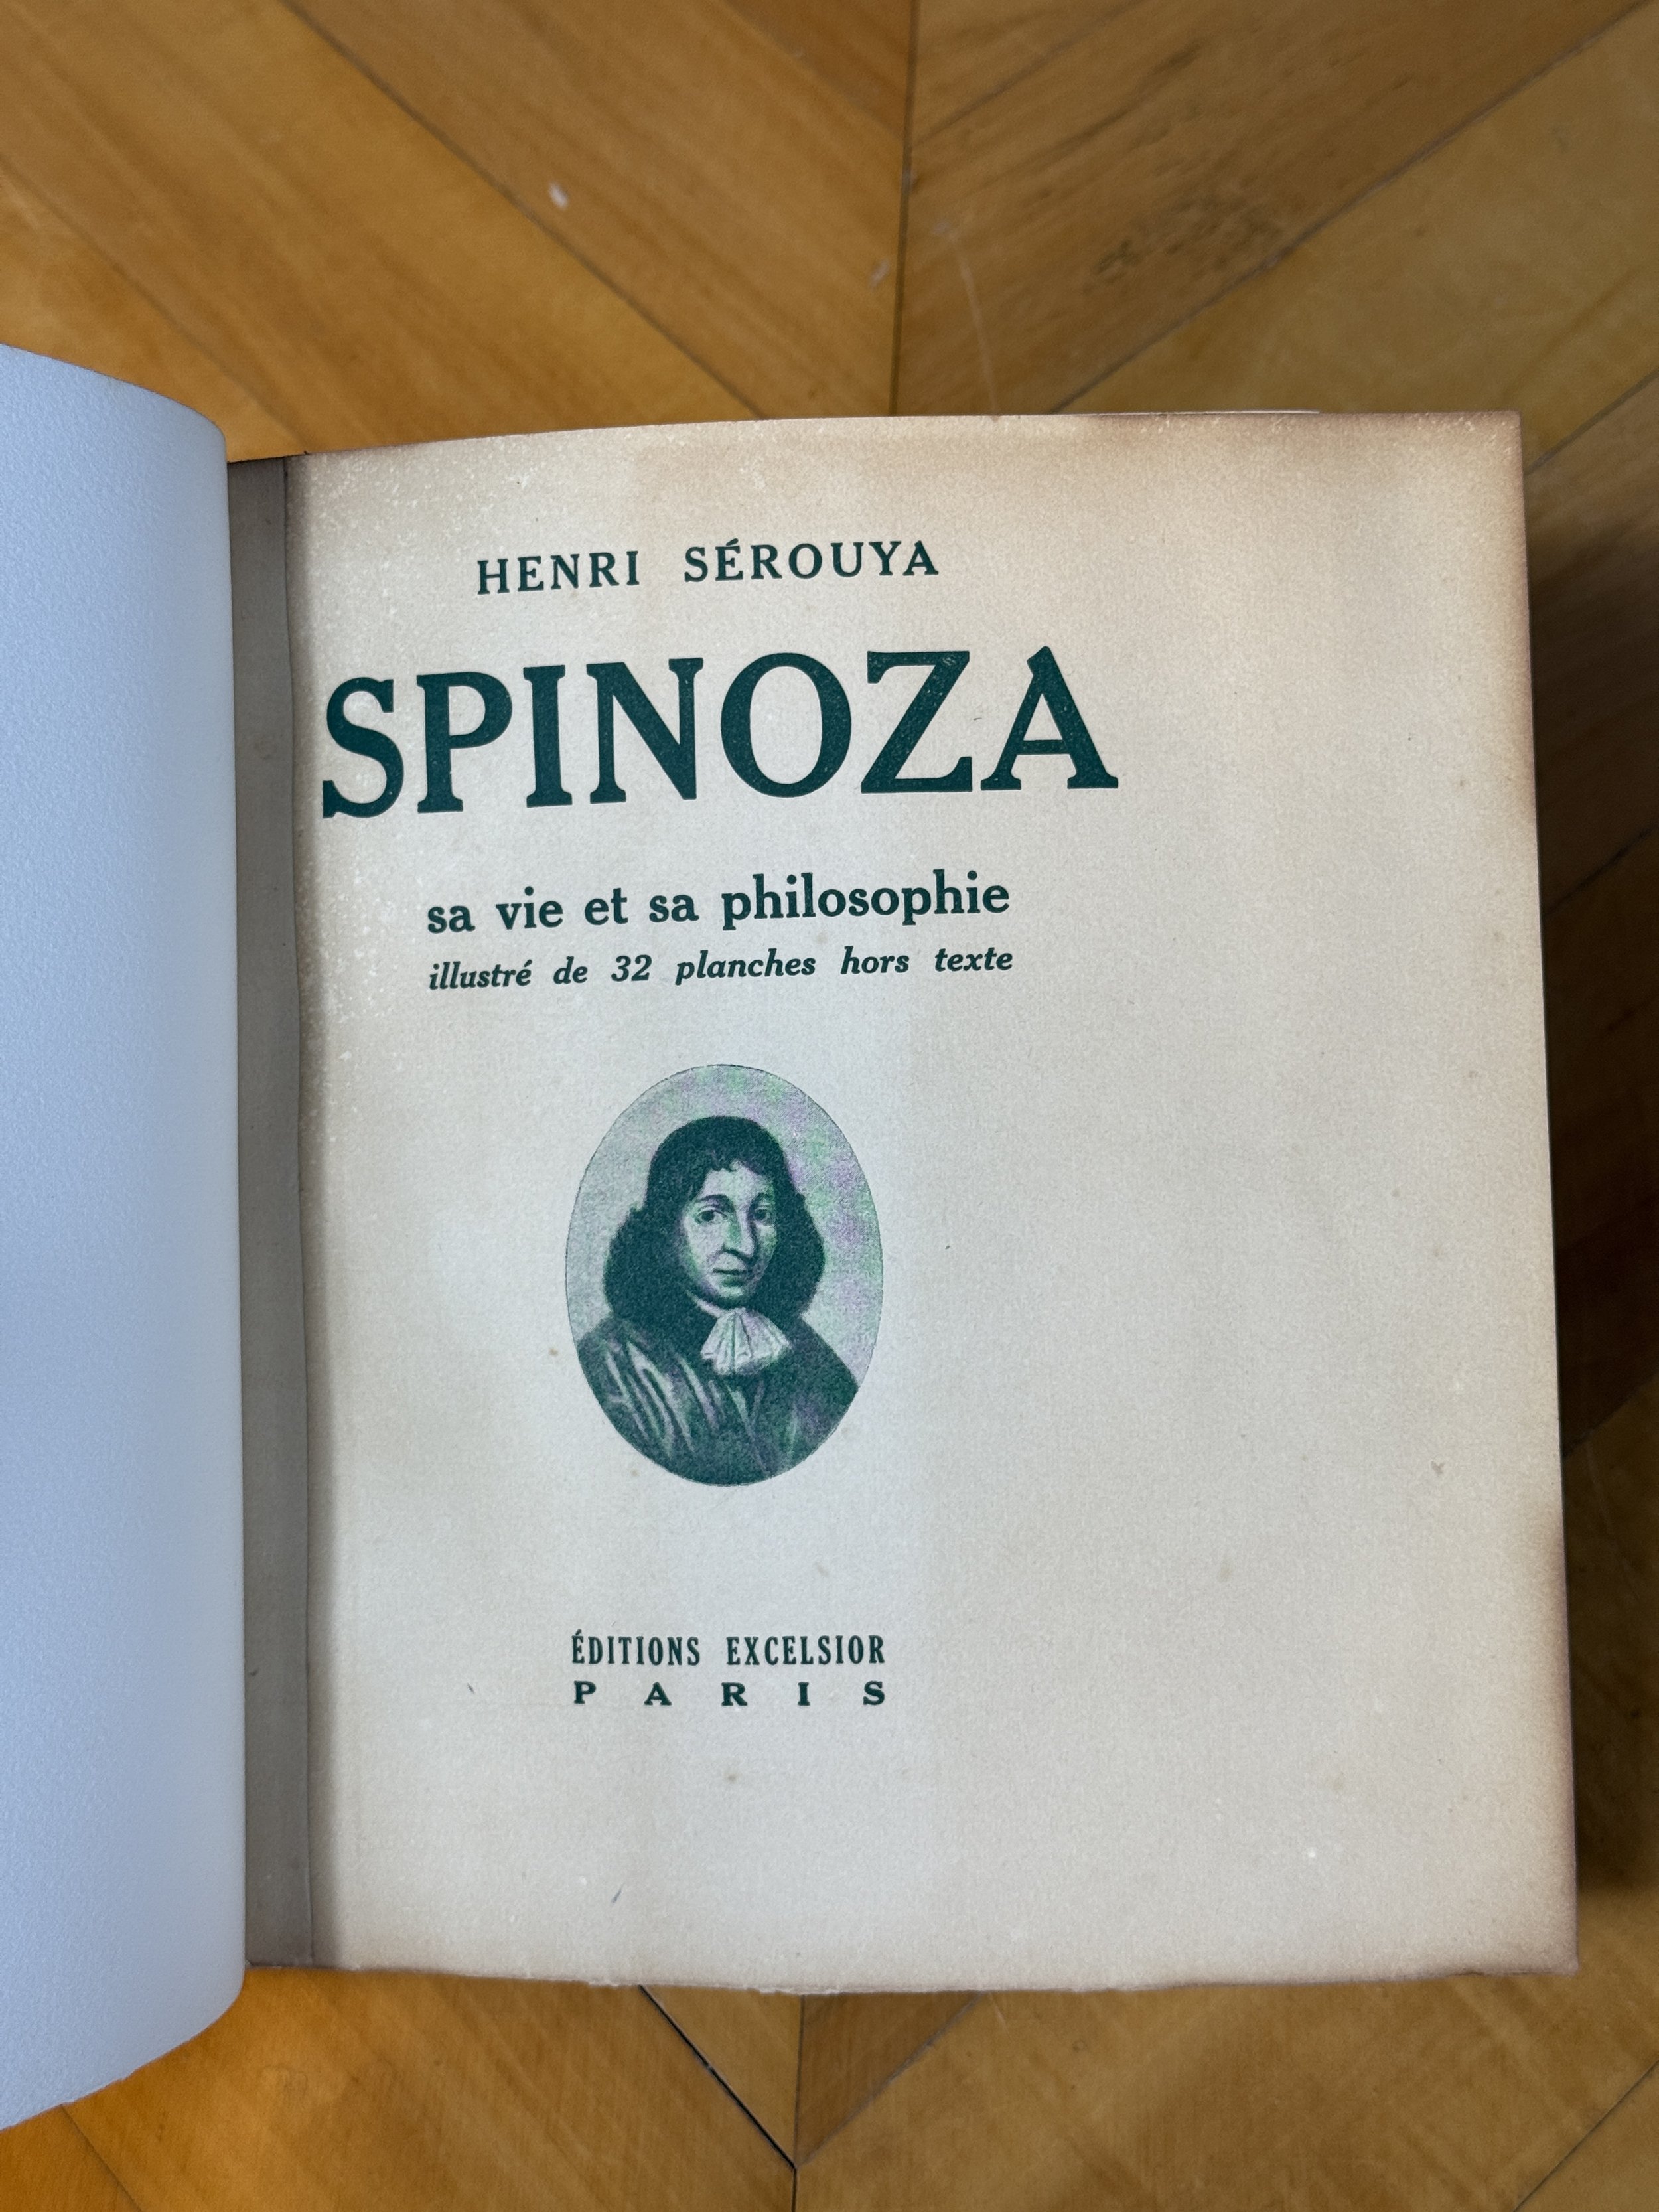 HENRI SÉROUYA
SPINOZA
sa vie et sa philosophie
illustré de 32 planches hors texte
ÉDITIONS EXCELSIOR
PARIS